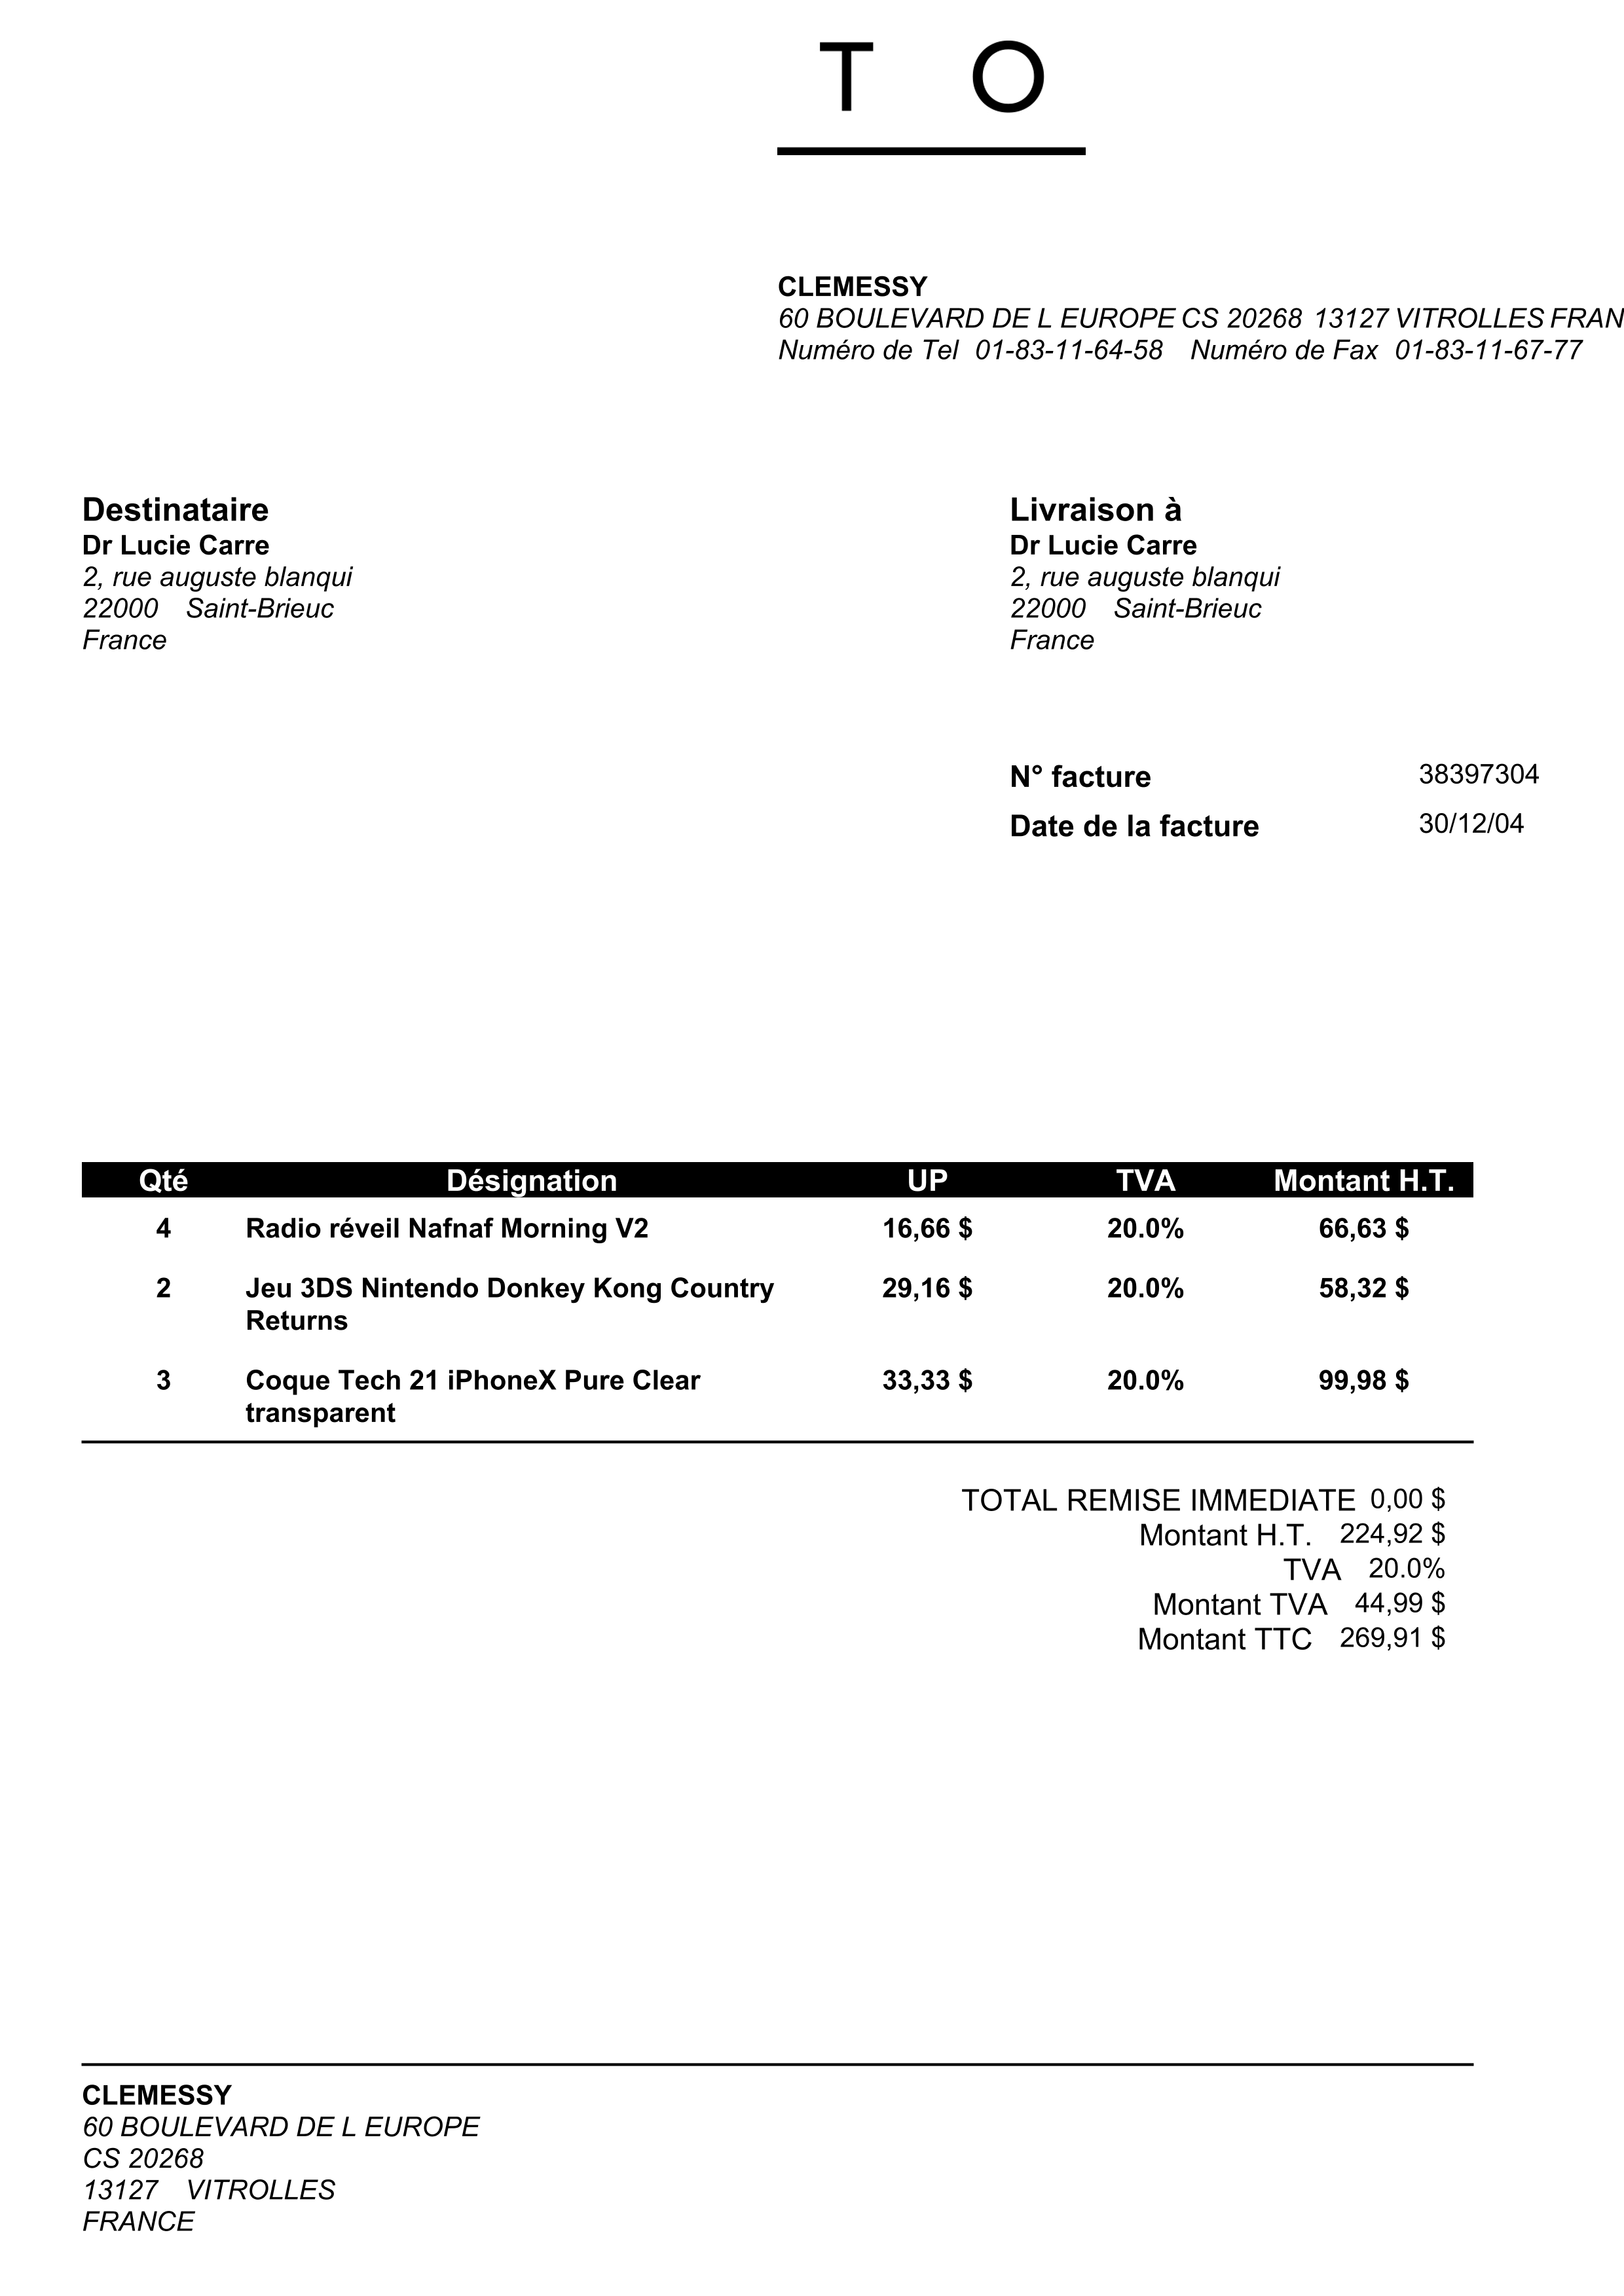 T O
CLEMESSY
60 BOULEVARD DE L EUROPE CS 20268 13127 VITROLLES FRAN
Numéro de Tel 01-83-11-64-58 Numéro de Fax 01-83-11-67-77
Destinataire
Dr Lucie Carre
2, rue auguste blanqui
22000 Saint-Brieuc
France
Livraison à
Dr Lucie Carre
2, rue auguste blanqui
22000 Saint-Brieuc
France
N° facture 38397304
Date de la facture 30/12/04
Qté Désignation UP TVA Montant H.T.
4 Radio réveil Nafnaf Morning V2 16,66 $ 20.0% 66,63 $
2 Jeu 3DS Nintendo Donkey Kong Country 29,16 $ 20.0% 58,32 $
Returns
3 Coque Tech 21 iPhoneX Pure Clear 33,33 $ 20.0% 99,98 $
transparent
TOTAL REMISE IMMEDIATE 0,00 $
Montant H.T. 224,92 $
TVA 20.0%
Montant TVA 44,99 $
Montant TTC 269,91 $
CLEMESSY
60 BOULEVARD DE L EUROPE
CS 20268
13127 VITROLLES
FRANCE